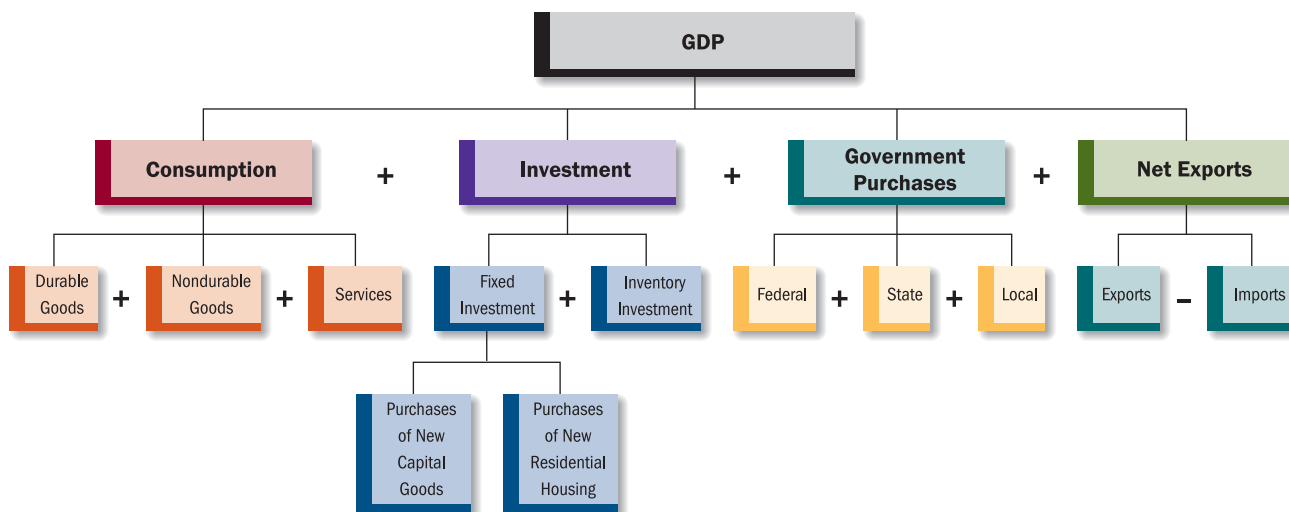 GDP
Consumption
+
Investment
+
Government
Purchases
+
Net Exports
Durable
Goods
+
Nondurable
Goods
+
Services
Fixed
Investment
+
Inventory
Investment
Federal
+
State
+
Local
Exports
−
Imports
Purchases
of New
Capital
Goods
Purchases
of New
Residential
Housing